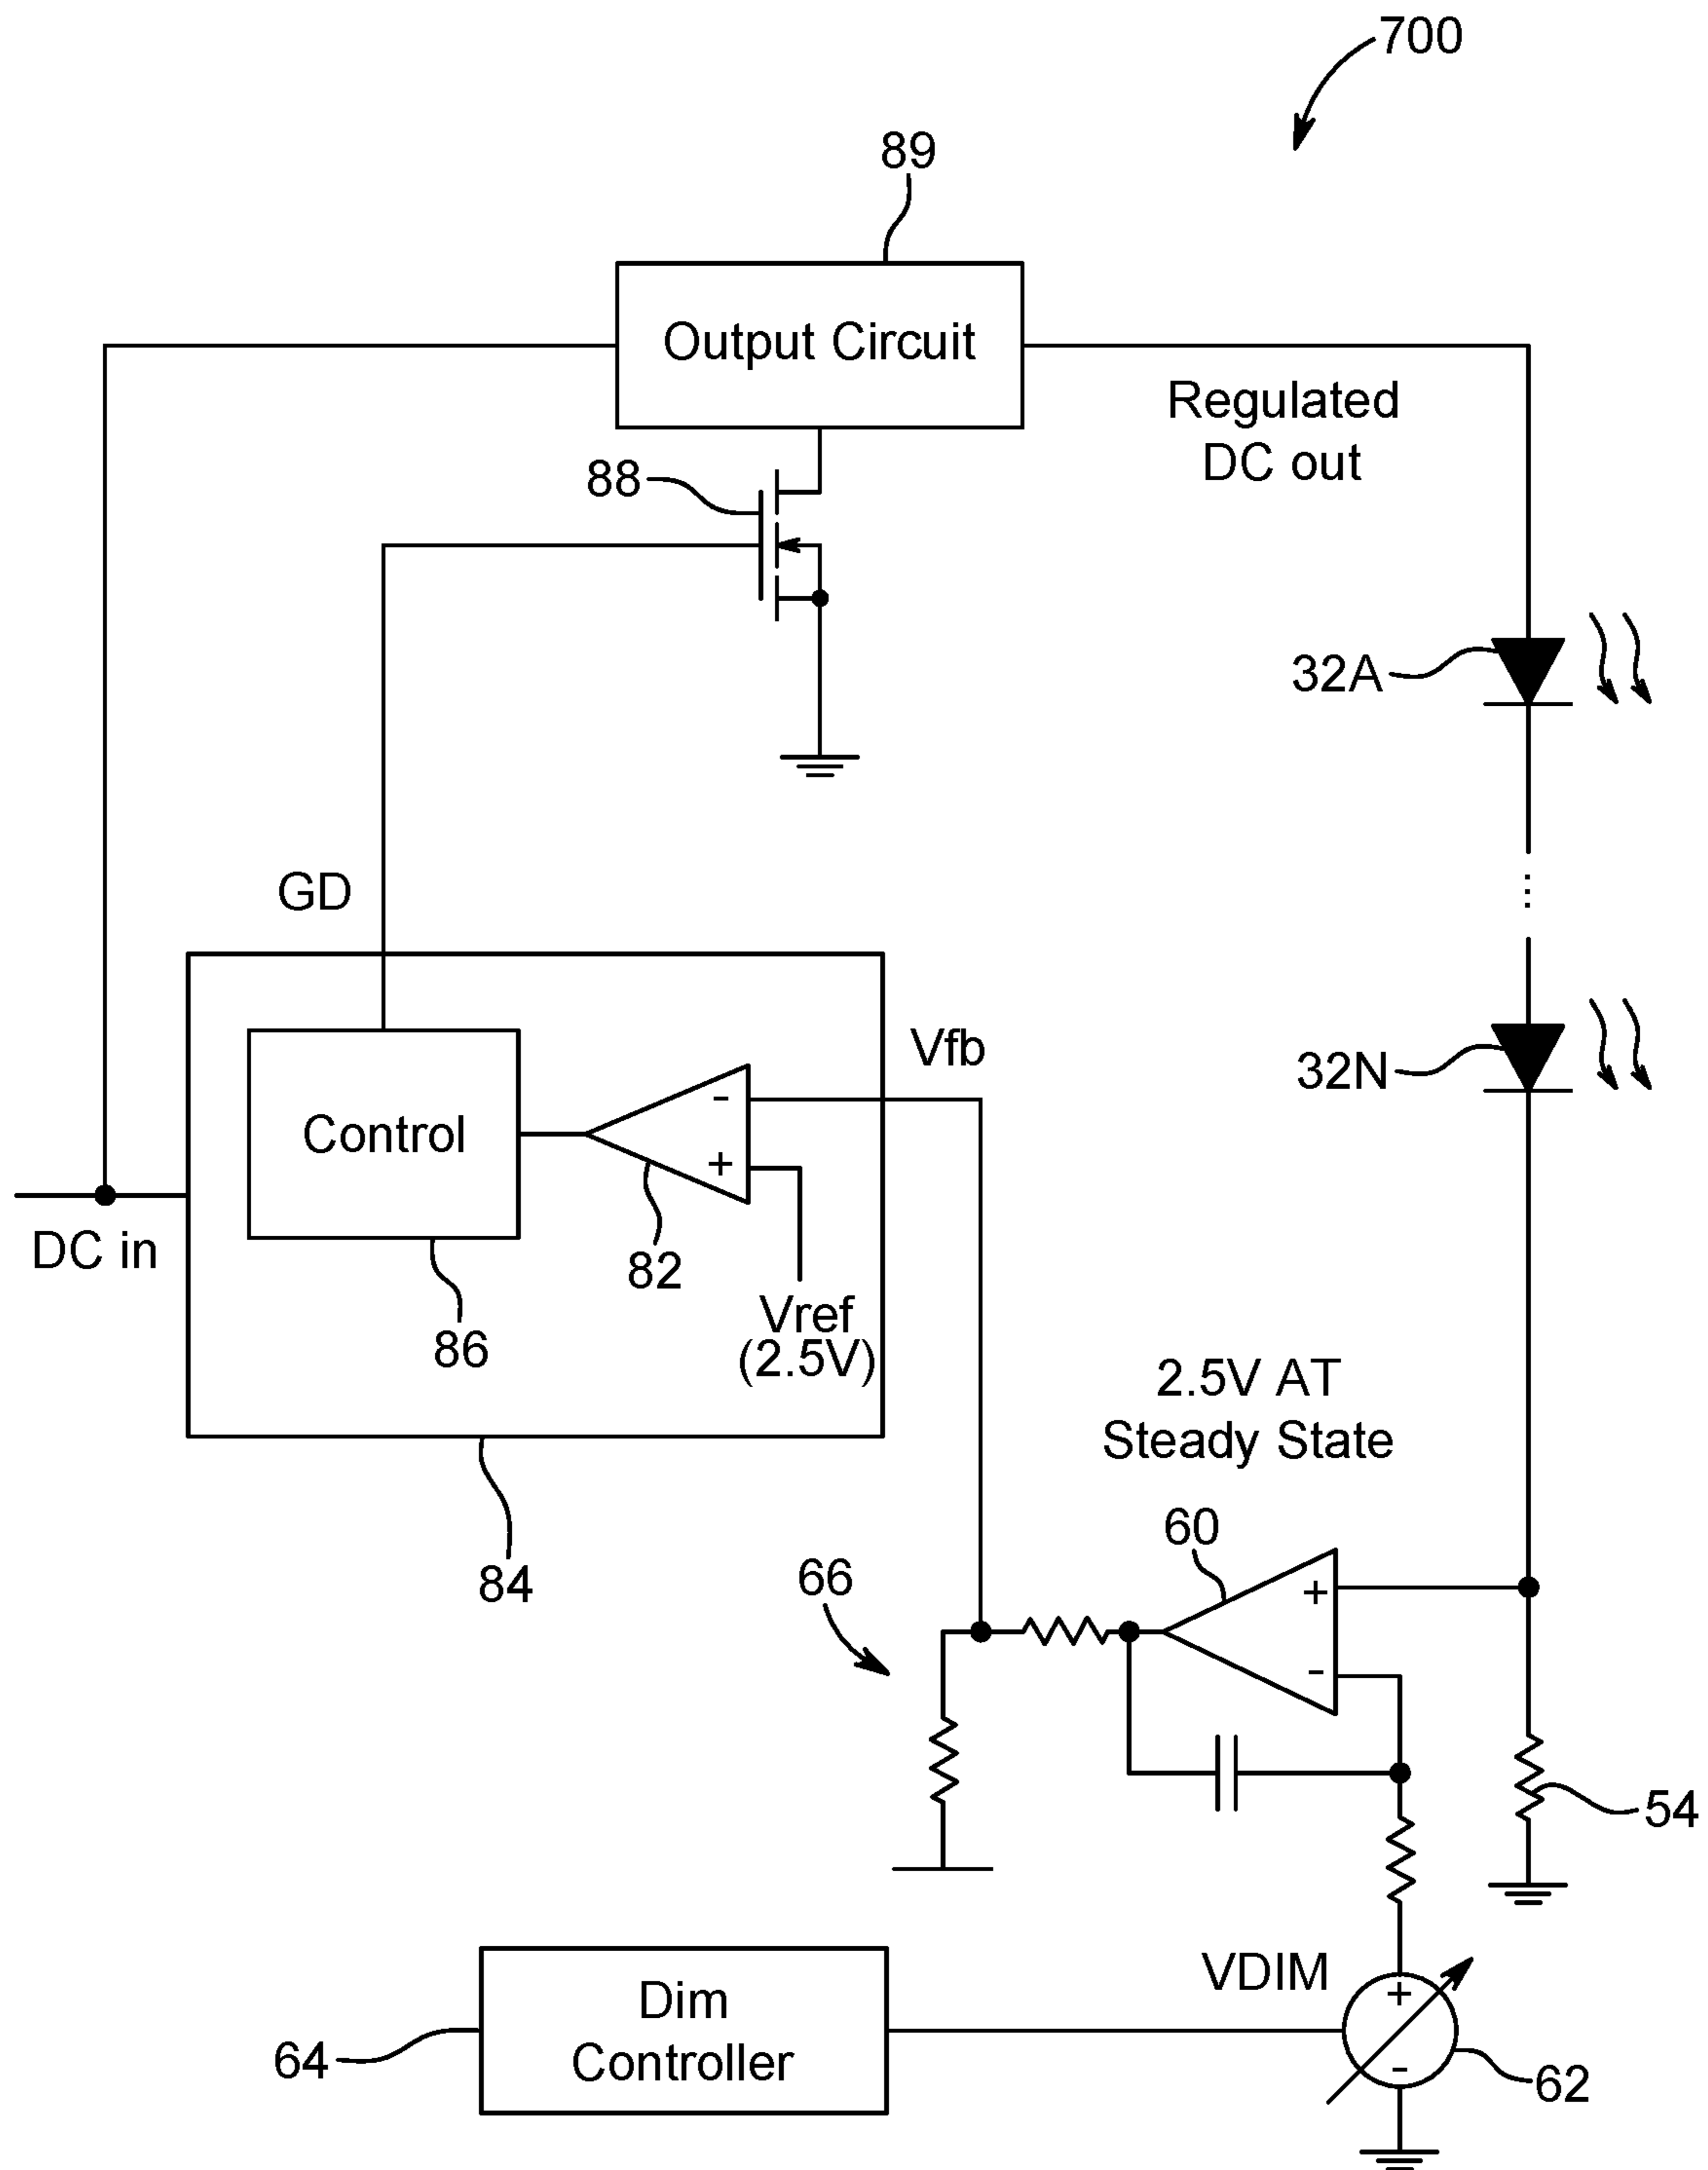 700
89
Output Circuit
Regulated
DC out
88
32A
GD
32N
Vfb
Control
-
+
DC in
82
86
Vref
(2.5V)
2.5V AT
Steady State
84
60
66
+
-
54
VDIM
Dim
Controller
64
+
-
62